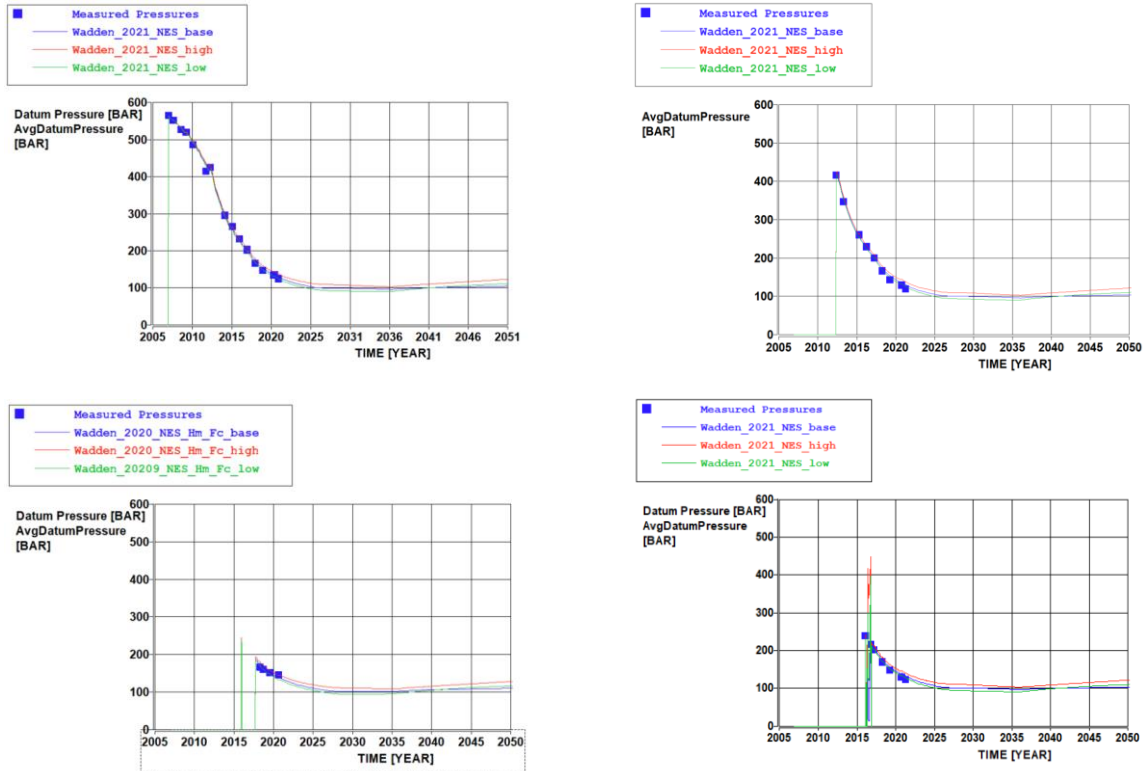 Measured Pressures
Wadden_2021_NES_base
Wadden_2021_NES_high
Wadden_2021_NES_low
Datum Pressure [BAR]
AvgDatumPressure
[BAR]
600
500
400
300
200
100
0
2005 2010 2015 2020 2025 2031 2036 2041 2046 2051
TIME [YEAR]
Measured Pressures
Wadden_2021_NES_base
Wadden_2021_NES_high
Wadden_2021_NES_low
AvgDatumPressure
[BAR]
600
500
400
300
200
100
0
2005 2010 2015 2020 2025 2030 2035 2040 2045 2050
TIME [YEAR]
Measured Pressures
Wadden_2020_NES_Hm_Fc_base
Wadden_2020_NES_Hm_Fc_high
Wadden_20209_NES_Hm_Fc_low
Datum Pressure [BAR]
AvgDatumPressure
[BAR]
600
500
400
300
200
100
0
2005 2010 2015 2020 2025 2030 2035 2040 2045 2050
TIME [YEAR]
Measured Pressures
Wadden_2021_NES_base
Wadden_2021_NES_high
Wadden_2021_NES_low
Datum Pressure [BAR]
AvgDatumPressure
[BAR]
600
500
400
300
200
100
0
2005 2010 2015 2020 2025 2030 2035 2040 2045 2050
TIME [YEAR]